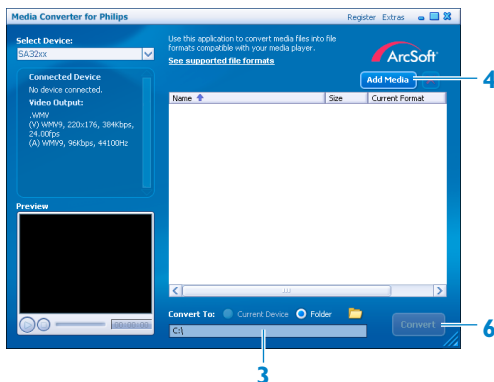 Media Converter for Philips
Register Extras
Select Device:
SA32xx
Use this application to convert media files into file
formats compatible with your media player.
See supported file formats
ArcSoft
Connected Device
No device connected.
Video Output:
.WMV
(V) WMV9, 220x176, 384Kbps,
24.00fps
(A) WMV9, 96Kbps, 44100Hz
Add Media
4
Name Size Current Format
Preview
00:00:00
Convert To: Current Device Folder
C:\
Convert
6
3